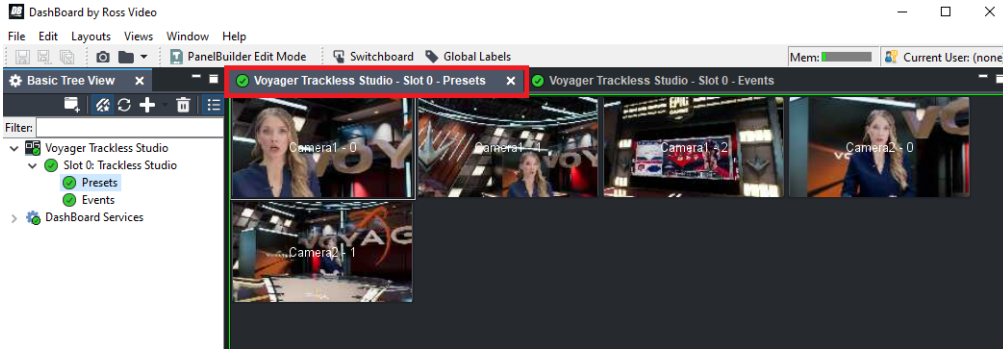 DashBoard by Ross Video
File Edit Layouts Views Window Help
PanelBuilder Edit Mode Switchboard Global Labels Mem: Current User: (none
Basic Tree View
Voyager Trackless Studio - Slot 0 - Presets
Voyager Trackless Studio - Slot 0 - Events
Filter:
Voyager Trackless Studio
Slot 0: Trackless Studio
Presets
Events
DashBoard Services
Camera1 - 0
Camera1 - 1
Camera1 - 2
Camera2 - 0
Camera2 - 1
EPIC
VOY
VOYAG